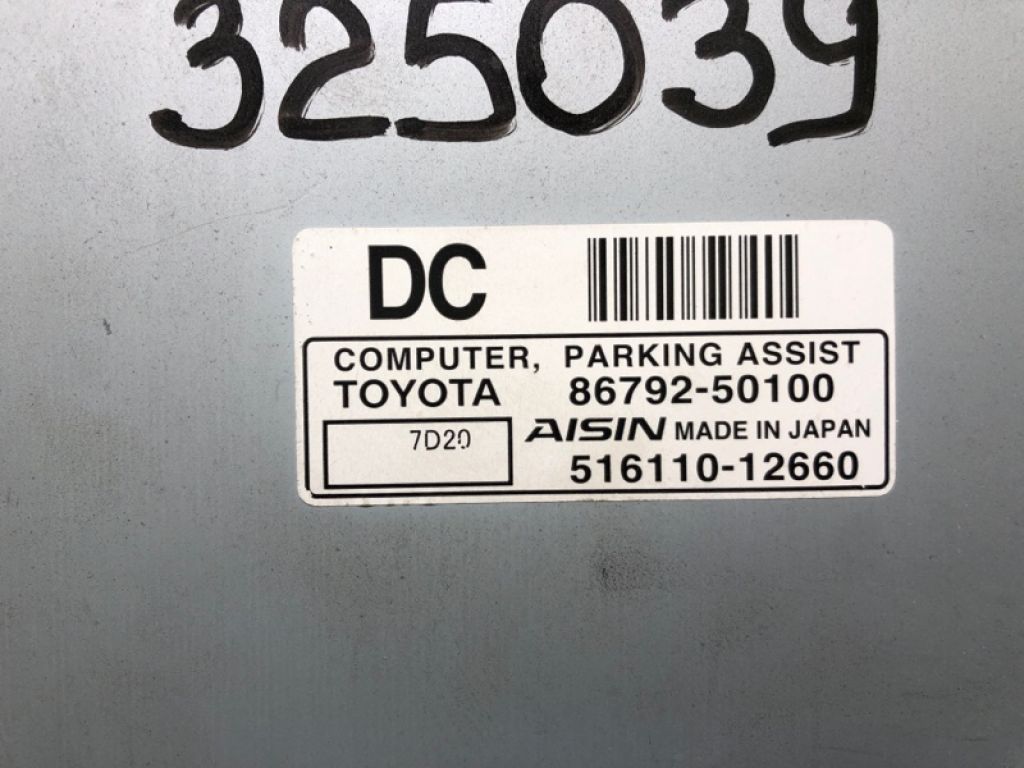 325039
DC
COMPUTER, PARKING ASSIST
TOYOTA 86792-50100
7D20 AISIN MADE IN JAPAN
516110-12660